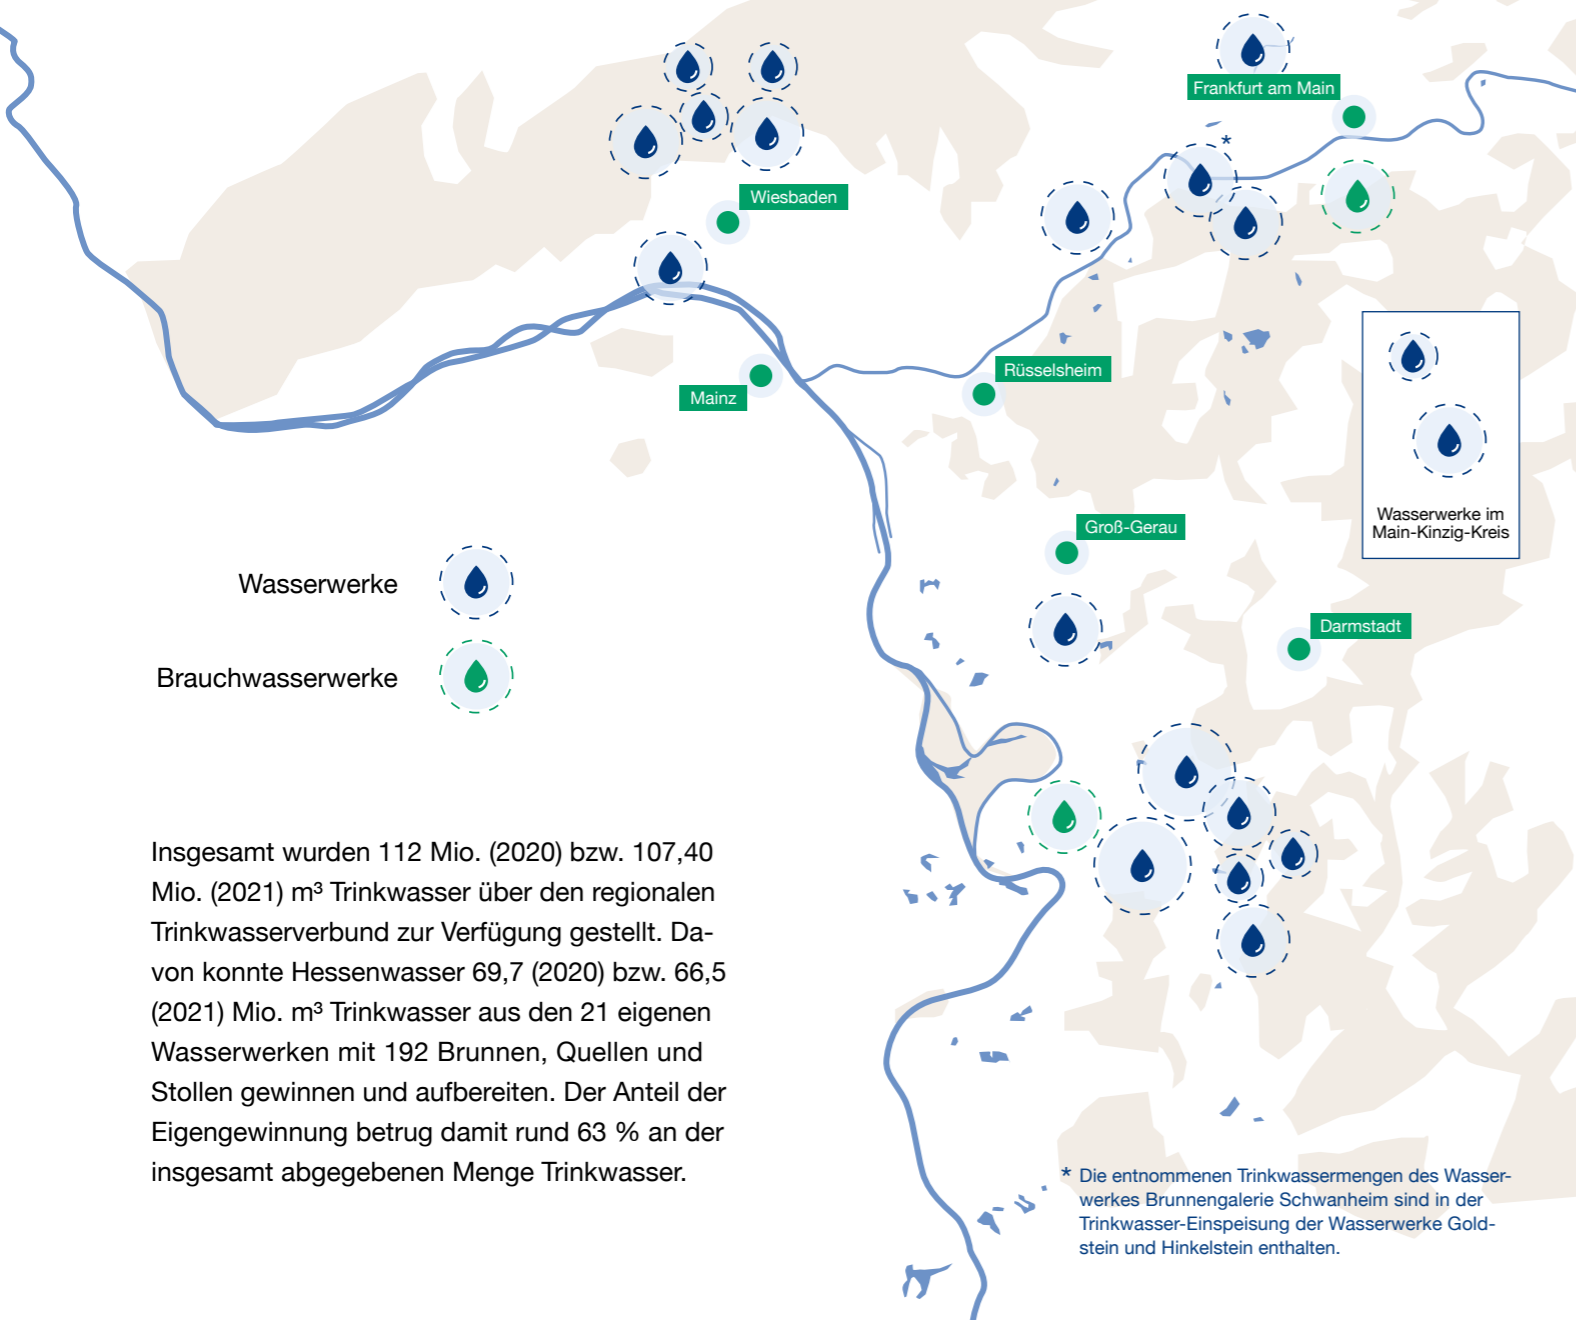 Frankfurt am Main
*
Wiesbaden
Rüsselsheim
Mainz
Wasserwerke im
Main-Kinzig-Kreis
Groß-Gerau
Darmstadt
Wasserwerke
Brauchwasserwerke
Insgesamt wurden 112 Mio. (2020) bzw. 107,40
Mio. (2021) m³ Trinkwasser über den regionalen
Trinkwasserverbund zur Verfügung gestellt. Da-
von konnte Hessenwasser 69,7 (2020) bzw. 66,5
(2021) Mio. m³ Trinkwasser aus den 21 eigenen
Wasserwerken mit 192 Brunnen, Quellen und
Stollen gewinnen und aufbereiten. Der Anteil der
Eigengewinnung betrug damit rund 63 % an der
insgesamt abgegebenen Menge Trinkwasser.
* Die entnommenen Trinkwassermengen des Wasser-
werkes Brunnengalerie Schwanheim sind in der
Trinkwasser-Einspeisung der Wasserwerke Gold-
stein und Hinkelstein enthalten.